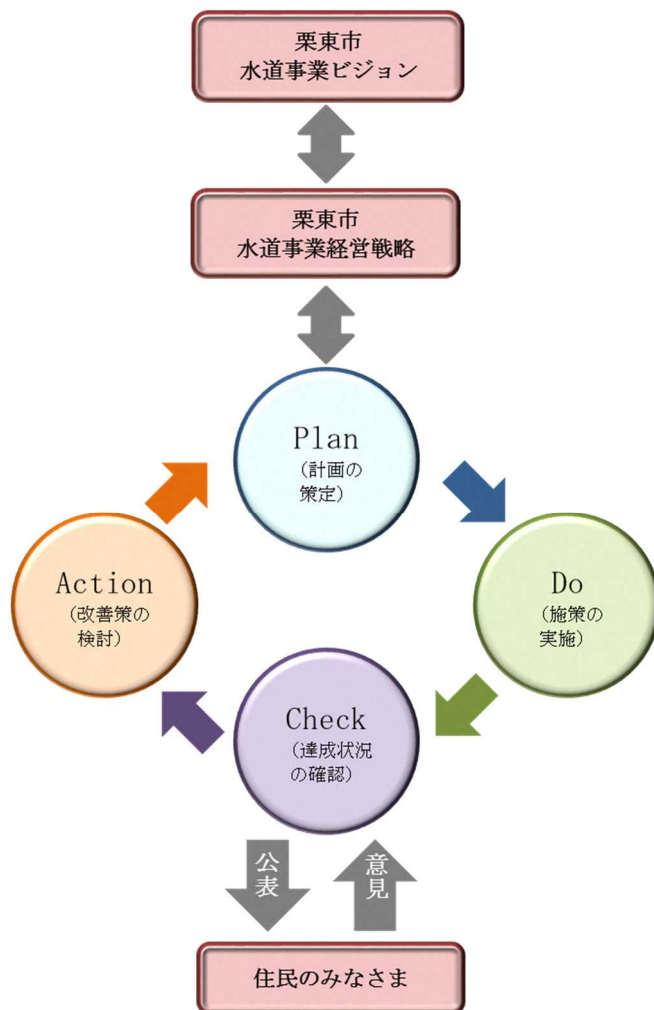 栗東市
水道事業ビジョン
栗東市
水道事業経営戦略
Plan
(計画の
策定)
Action
(改善策の
検討)
Do
(施策の
実施)
Check
(達成状況
の確認)
公表
意見
住民のみなさま